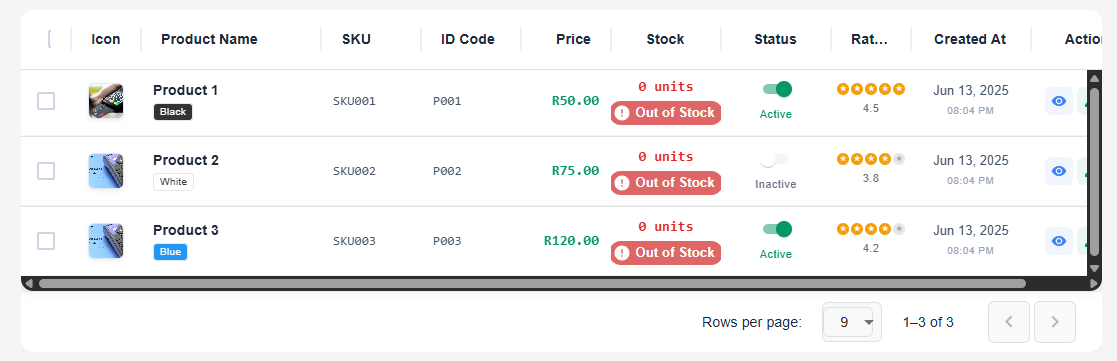 Icon Product Name SKU ID Code Price Stock Status Rat... Created At Action
Product 1 SKU001 P001 R50.00 0 units Active 4.5 Jun 13, 2025
Black Out of Stock 08:04 PM
Product 2 SKU002 P002 R75.00 0 units Inactive 3.8 Jun 13, 2025
White Out of Stock 08:04 PM
Product 3 SKU003 P003 R120.00 0 units Active 4.2 Jun 13, 2025
Blue Out of Stock 08:04 PM
Rows per page: 9 1–3 of 3